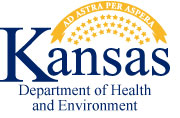 AD ASTRA PER ASPERA
Kansas
Department of Health
and Environment